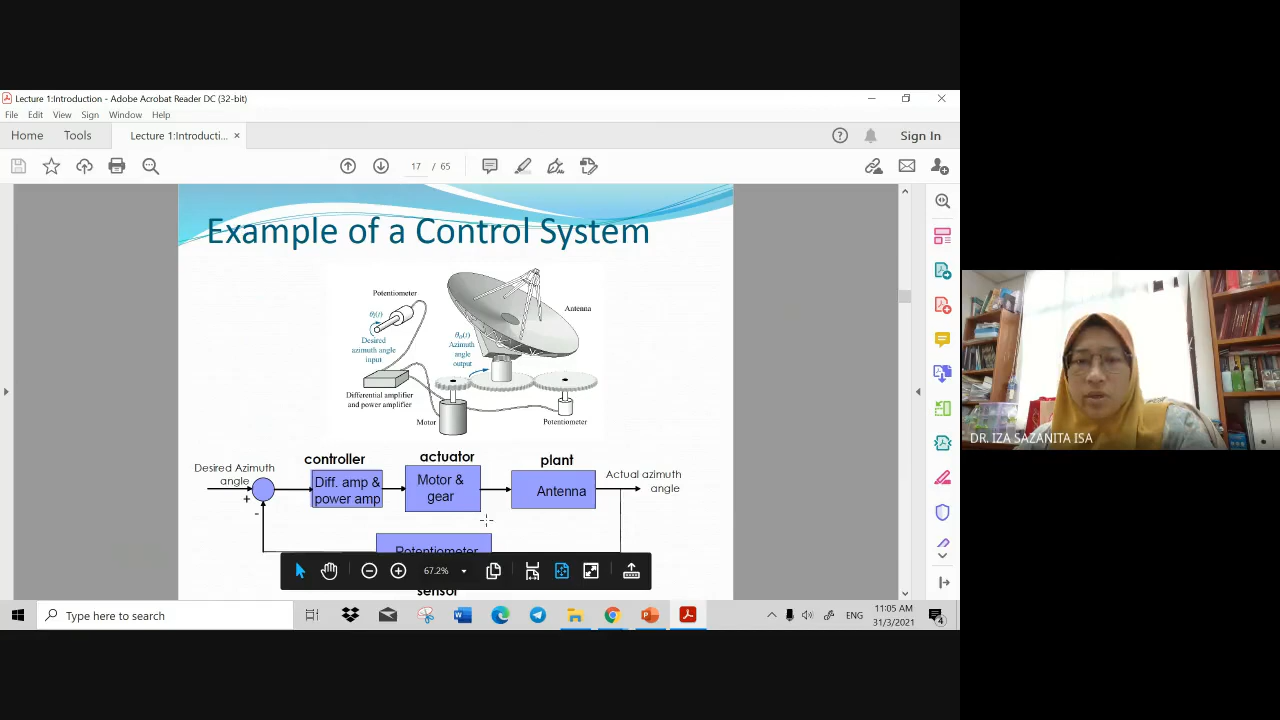 Lecture 1:Introduction - Adobe Acrobat Reader DC (32-bit)
File Edit View Sign Window Help
Home Tools Lecture 1:Introducti... × Sign In
17 / 65
Example of a Control System
Potentiometer
θi(t)
Desired
azimuth angle
input
Antenna
θo(t)
Azimuth
angle
output
Differential amplifier
and power amplifier
Motor
Potentiometer
controller
actuator
plant
Desired Azimuth
angle
+
-
Diff. amp &
power amp
Motor &
gear
Antenna
Actual azimuth
angle
Potentiometer
67.2%
sensor
DR. IZA SAZANITA ISA
Type here to search
ENG
11:05 AM
31/3/2021
4